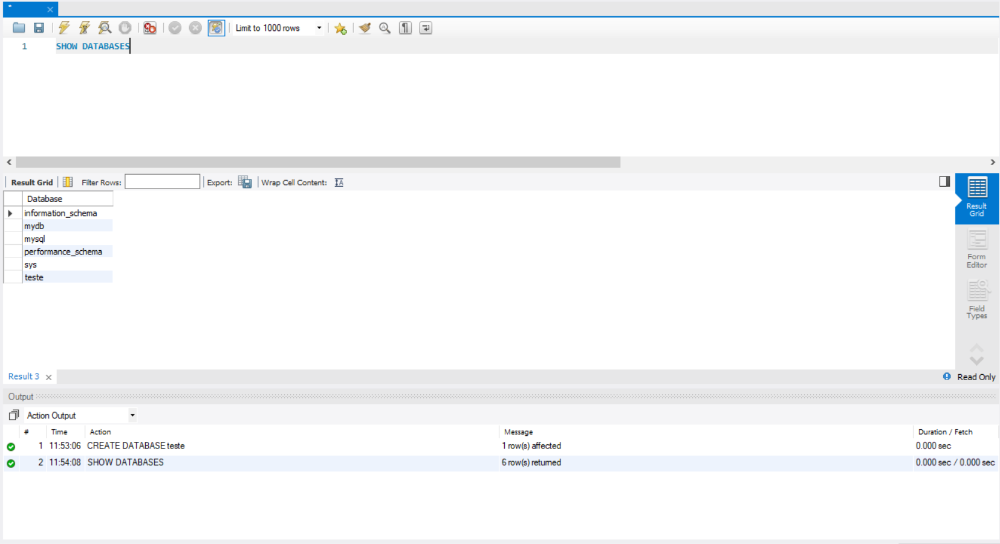 *
Limit to 1000 rows
1 SHOW DATABASES
Result Grid Filter Rows: Export: Wrap Cell Content:
Database
information_schema
mydb
mysql
performance_schema
sys
teste
Result
Grid
Form
Editor
Field
Types
Result 3 Read Only
Output
Action Output
# Time Action Message Duration / Fetch
1 11:53:06 CREATE DATABASE teste 1 row(s) affected 0.000 sec
2 11:54:08 SHOW DATABASES 6 row(s) returned 0.000 sec / 0.000 sec